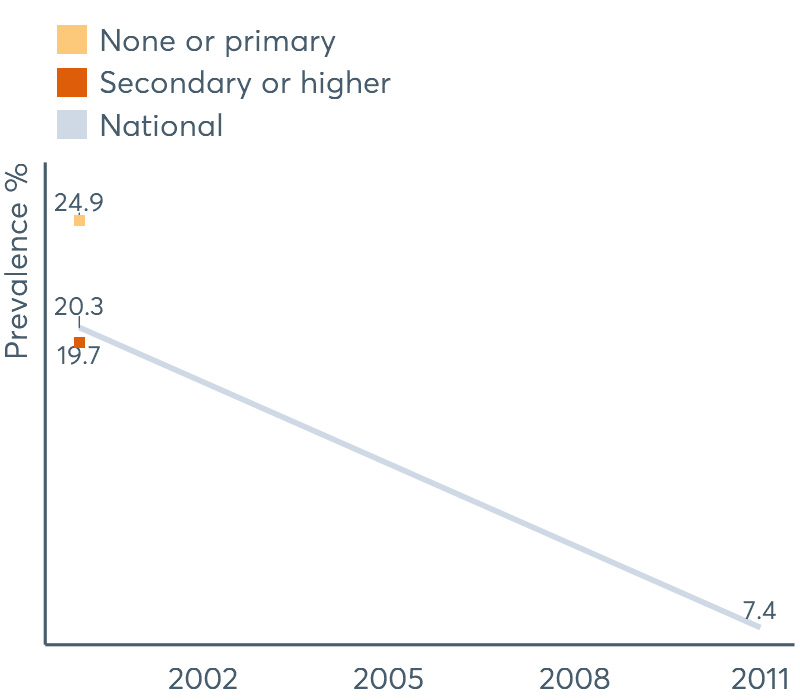 None or primary
Secondary or higher
National
Prevalence %
24.9
20.3
19.7
7.4
2002 2005 2008 2011